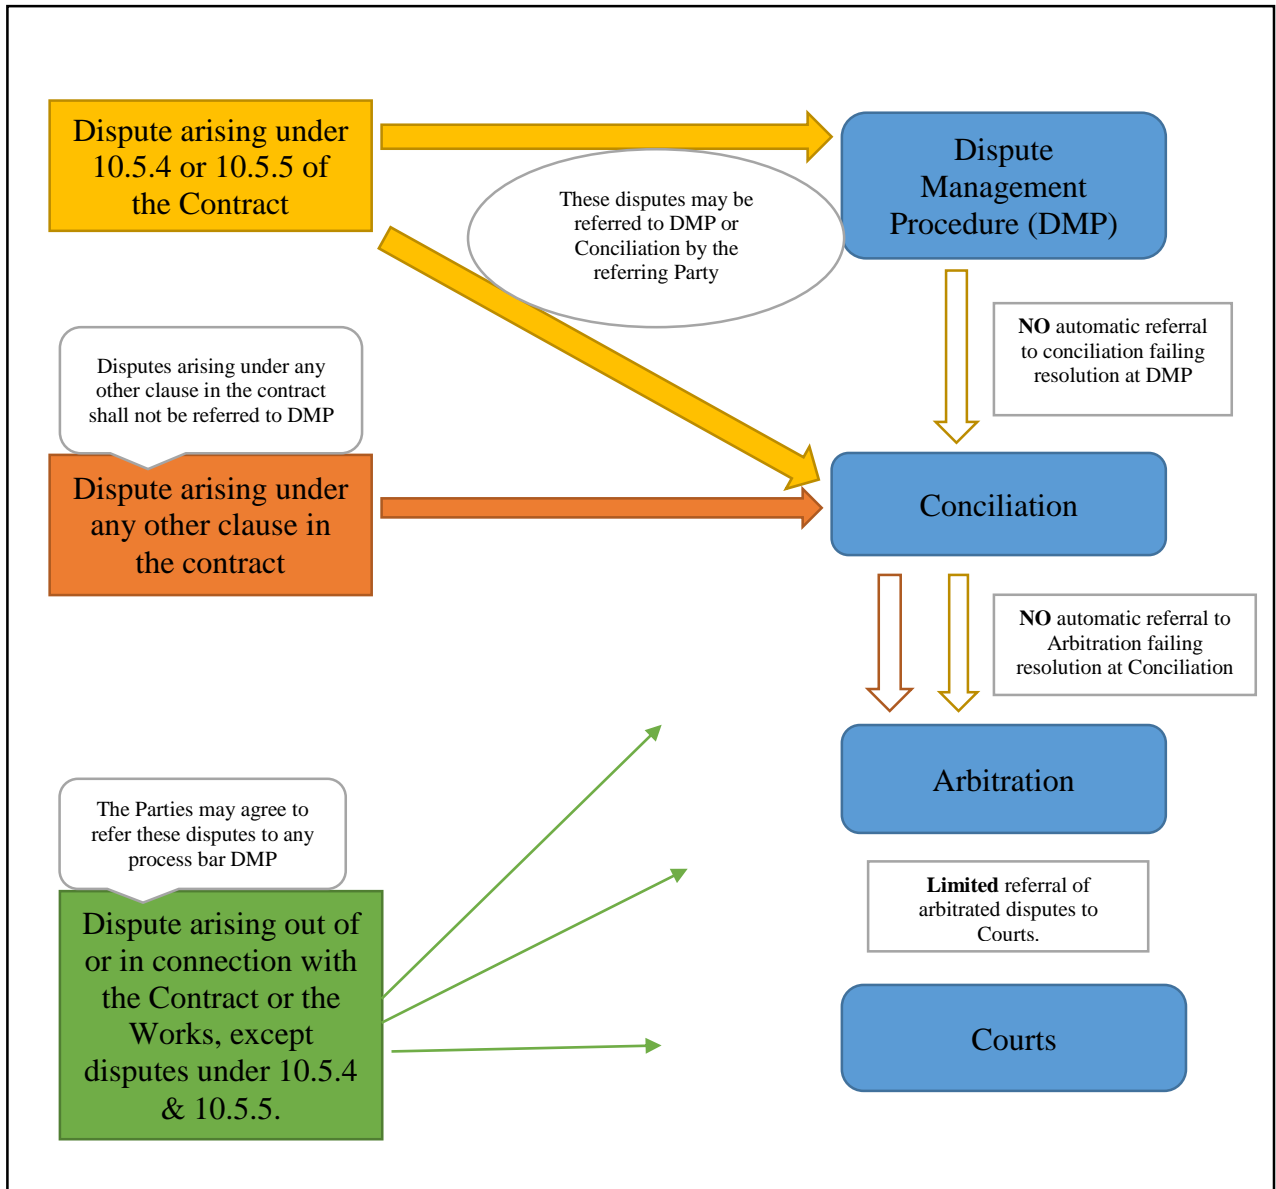 Dispute arising under
10.5.4 or 10.5.5 of
the Contract
Dispute
Management
Procedure (DMP)
These disputes may be
referred to DMP or
Conciliation by the
referring Party
NO automatic referral
to conciliation failing
resolution at DMP
Disputes arising under any
other clause in the contract
shall not be referred to DMP
Dispute arising under
any other clause in
the contract
Conciliation
NO automatic referral to
Arbitration failing
resolution at Conciliation
Arbitration
The Parties may agree to
refer these disputes to any
process bar DMP
Limited referral of
arbitrated disputes to
Courts.
Dispute arising out of
or in connection with
the Contract or the
Works, except
disputes under 10.5.4
& 10.5.5.
Courts